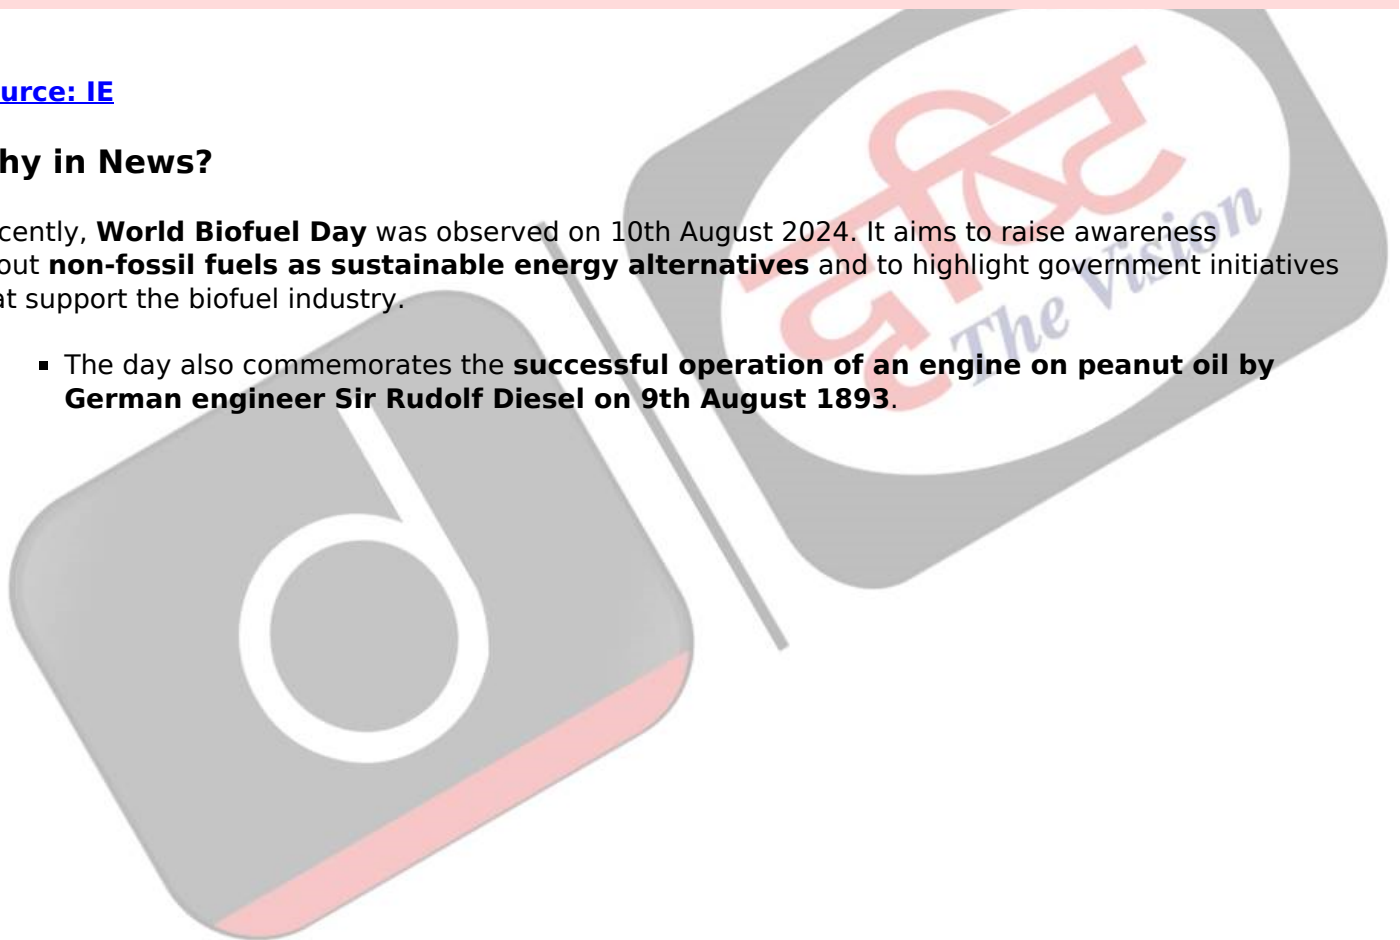 urce: IE
hy in News?
cently, World Biofuel Day was observed on 10th August 2024. It aims to raise awareness
out non-fossil fuels as sustainable energy alternatives and to highlight government initiatives
at support the biofuel industry.
▪ The day also commemorates the successful operation of an engine on peanut oil by
German engineer Sir Rudolf Diesel on 9th August 1893.
दृष्टि
The Vision